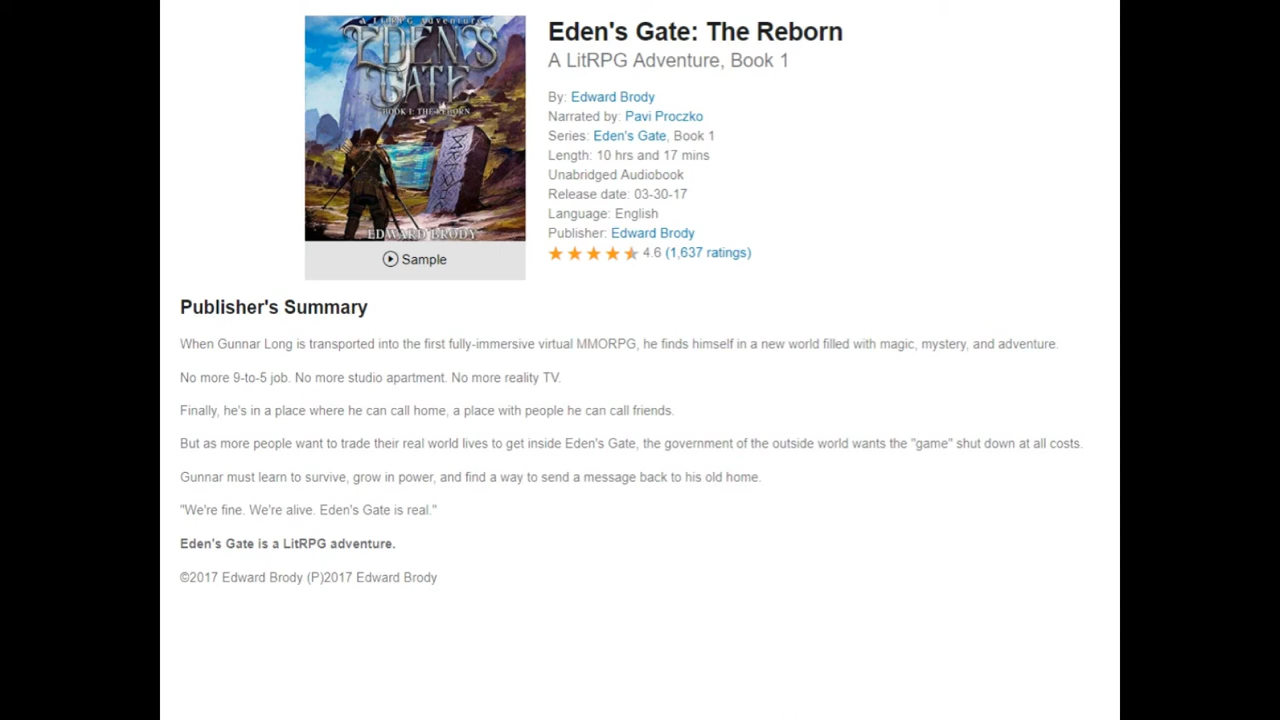 A LitRPG Adventure
EDEN'S
GATE
BOOK 1: THE REBORN
EDWARD BRODY
Sample
Eden's Gate: The Reborn
A LitRPG Adventure, Book 1
By: Edward Brody
Narrated by: Pavi Proczko
Series: Eden's Gate, Book 1
Length: 10 hrs and 17 mins
Unabridged Audiobook
Release date: 03-30-17
Language: English
Publisher: Edward Brody
4.6 (1,637 ratings)
Publisher's Summary
When Gunnar Long is transported into the first fully-immersive virtual MMORPG, he finds himself in a new world filled with magic, mystery, and adventure.
No more 9-to-5 job. No more studio apartment. No more reality TV.
Finally, he's in a place where he can call home, a place with people he can call friends.
But as more people want to trade their real world lives to get inside Eden's Gate, the government of the outside world wants the "game" shut down at all costs.
Gunnar must learn to survive, grow in power, and find a way to send a message back to his old home.
"We're fine. We're alive. Eden's Gate is real."
Eden's Gate is a LitRPG adventure.
©2017 Edward Brody (P)2017 Edward Brody